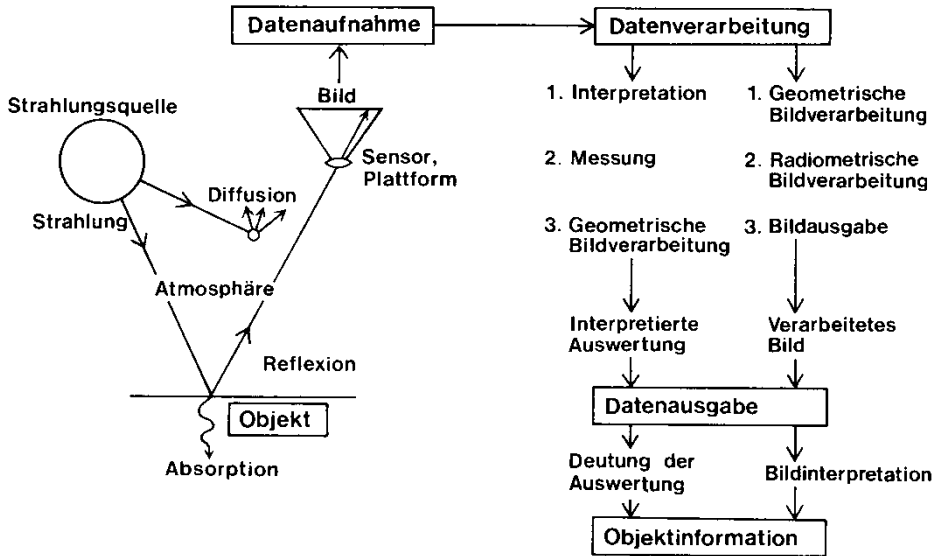 Datenaufnahme
Datenverarbeitung
Strahlungsquelle
Bild
Sensor,
Plattform
Diffusion
Strahlung
Atmosphäre
Reflexion
Objekt
Absorption
1. Interpretation
2. Messung
3. Geometrische
Bildverarbeitung
Interpretierte
Auswertung
1. Geometrische
Bildverarbeitung
2. Radiometrische
Bildverarbeitung
3. Bildausgabe
Verarbeitetes
Bild
Datenausgabe
Deutung der
Auswertung
Bildinterpretation
Objektinformation